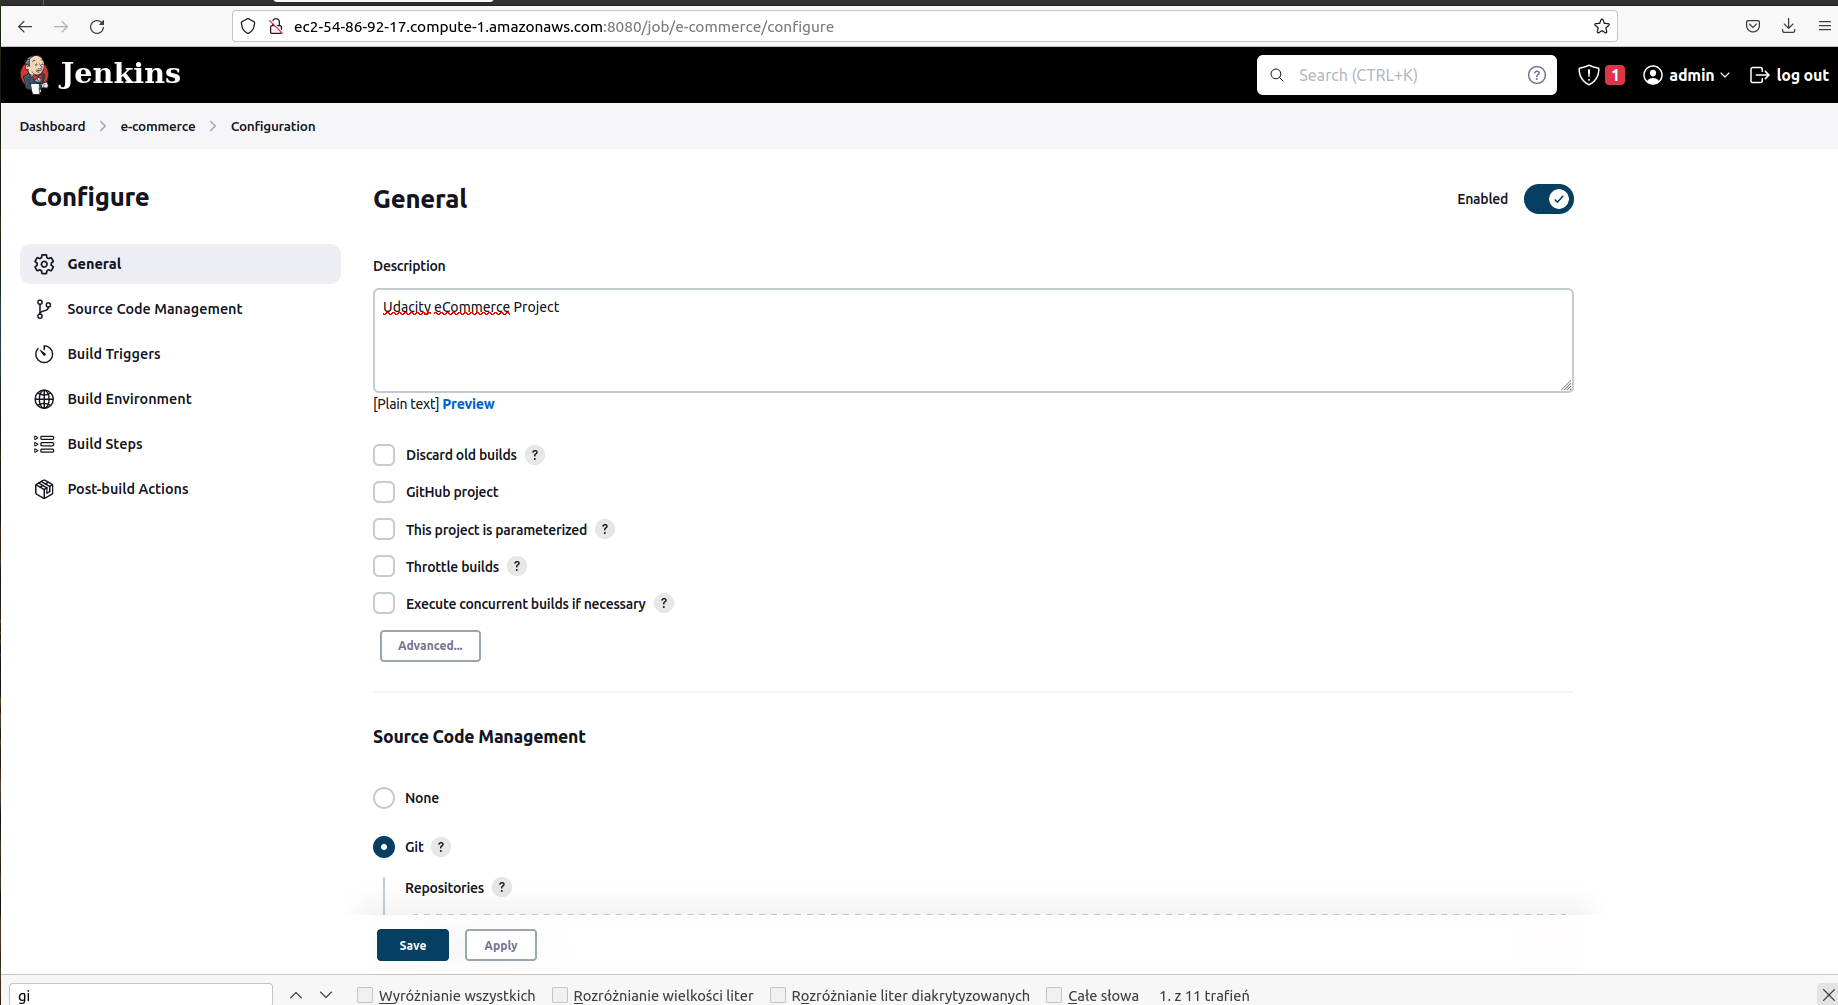 ec2-54-86-92-17.compute-1.amazonaws.com:8080/job/e-commerce/configure
Jenkins
Search (CTRL+K)
?
1
admin
log out
Dashboard
e-commerce
Configuration
Configure
General
Source Code Management
Build Triggers
Build Environment
Build Steps
Post-build Actions
General
Enabled
Description
Udacity eCommerce Project
[Plain text] Preview
Discard old builds ?
GitHub project
This project is parameterized ?
Throttle builds ?
Execute concurrent builds if necessary ?
Advanced...
Source Code Management
None
Git ?
Repositories ?
Save
Apply
gi
Wyróżnianie wszystkich
Rozróżnianie wielkości liter
Rozróżnianie liter diakrytyzowanych
Całe słowa
1. z 11 trafień